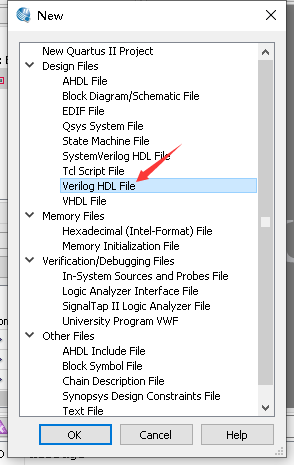 New
New Quartus II Project
Design Files
AHDL File
Block Diagram/Schematic File
EDIF File
Qsys System File
State Machine File
SystemVerilog HDL File
Tcl Script File
Verilog HDL File
VHDL File
Memory Files
Hexadecimal (Intel-Format) File
Memory Initialization File
Verification/Debugging Files
In-System Sources and Probes File
Logic Analyzer Interface File
SignalTap II Logic Analyzer File
University Program VWF
Other Files
AHDL Include File
Block Symbol File
Chain Description File
Synopsys Design Constraints File
Text File
OK Cancel Help